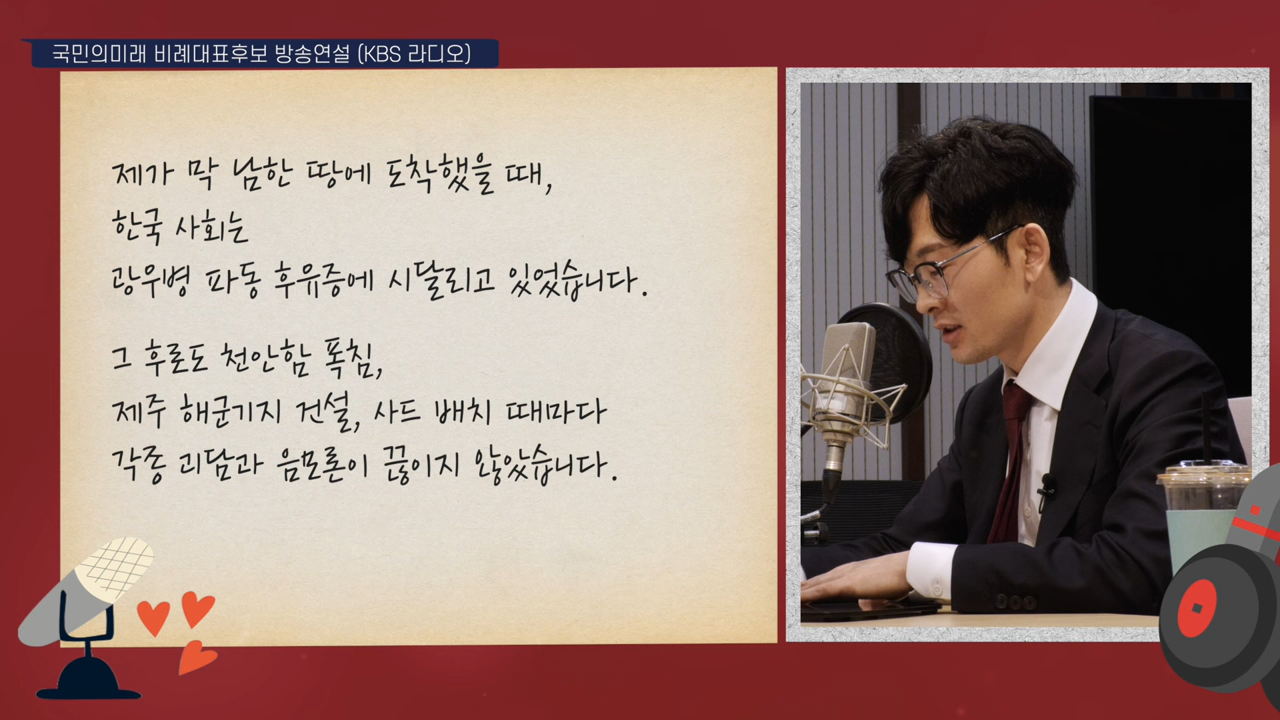 국민의미래 비례대표후보 방송연설 (KBS 라디오)
제가 막 남한 땅에 도착했을 때,
한국 사회는
광우병 파동 후유증에 시달리고 있었습니다.
그 후로도 천안함 폭침,
제주 해군기지 건설, 사드 배치 때마다
각종 괴담과 음모론이 끊이지 않았습니다.